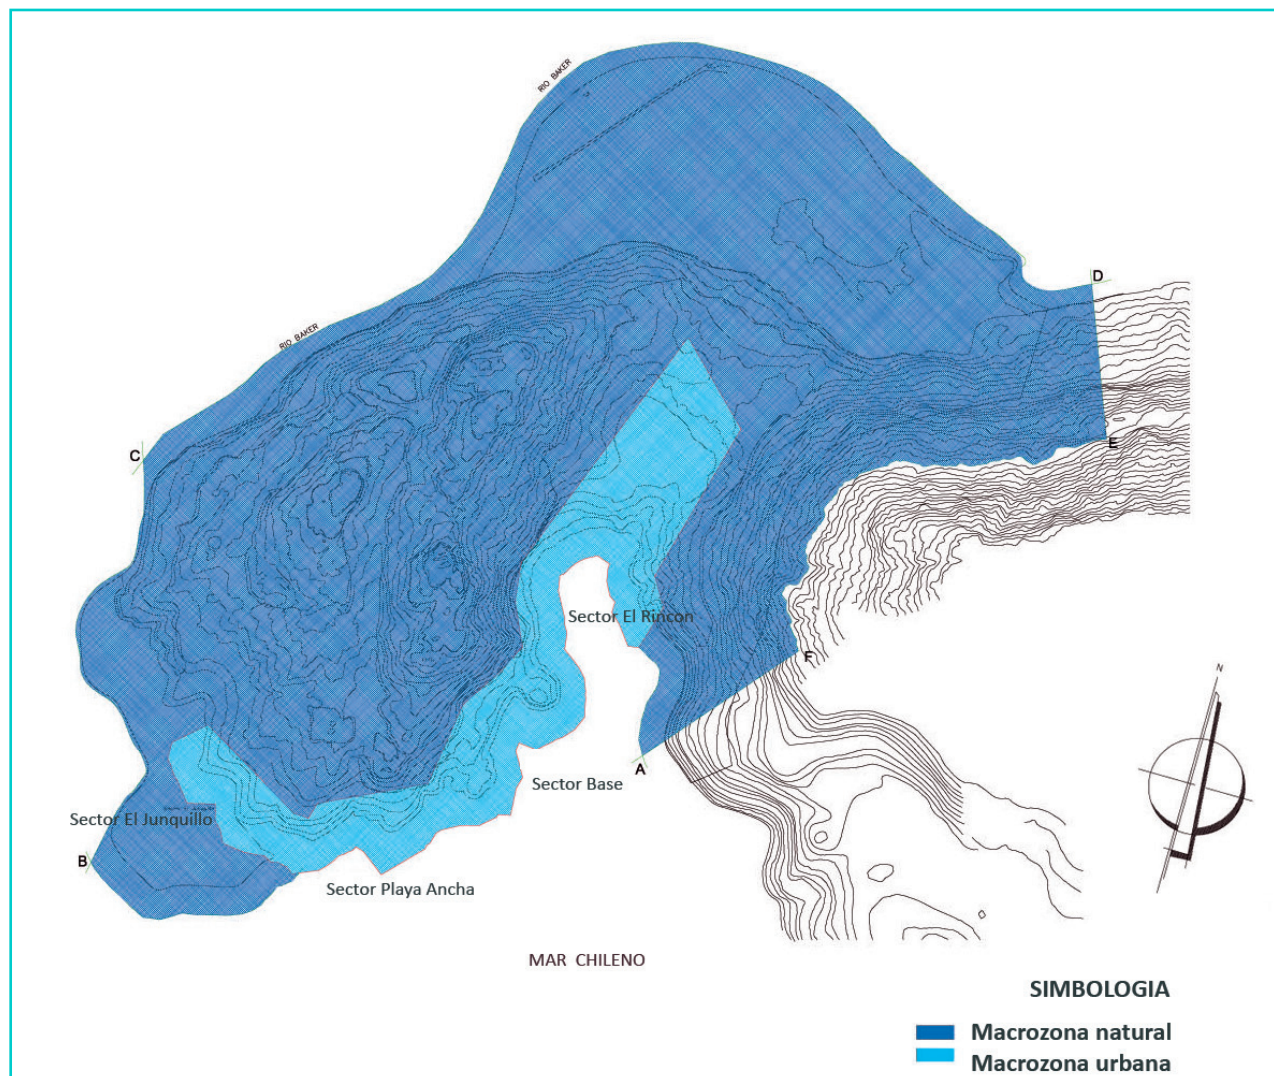 RIO BAKER
RIO BAKER
D
C
E
Sector El Rincon
F
N
A
Sector Base
Sector El Junquillo
B
Sector Playa Ancha
MAR CHILENO
SIMBOLOGIA
Macrozona natural
Macrozona urbana